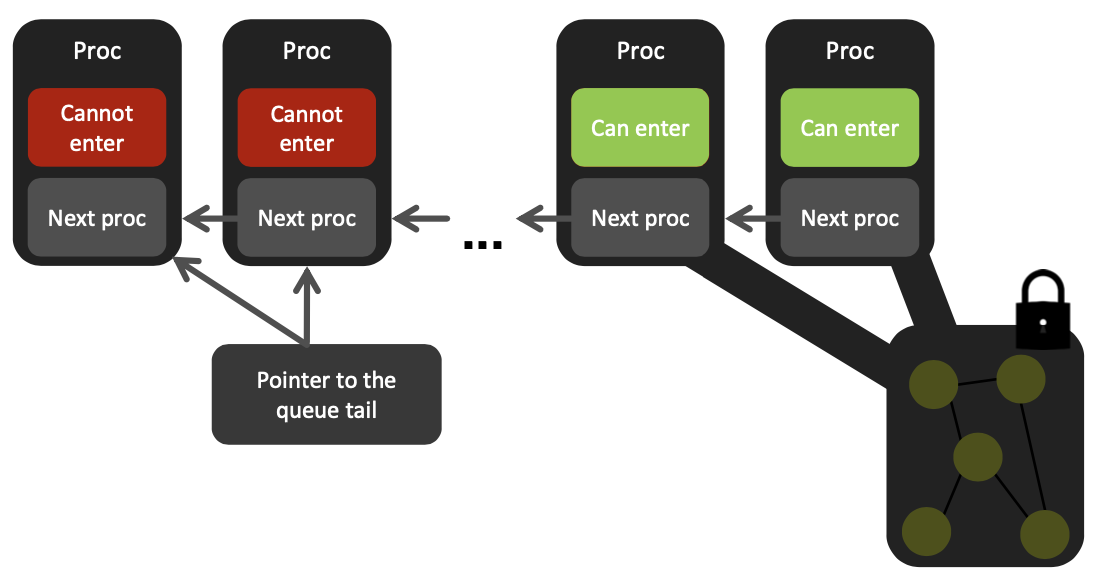 Proc
Cannot
enter
Next proc
Proc
Cannot
enter
Next proc
...
Proc
Can enter
Next proc
Proc
Can enter
Next proc
Pointer to the
queue tail